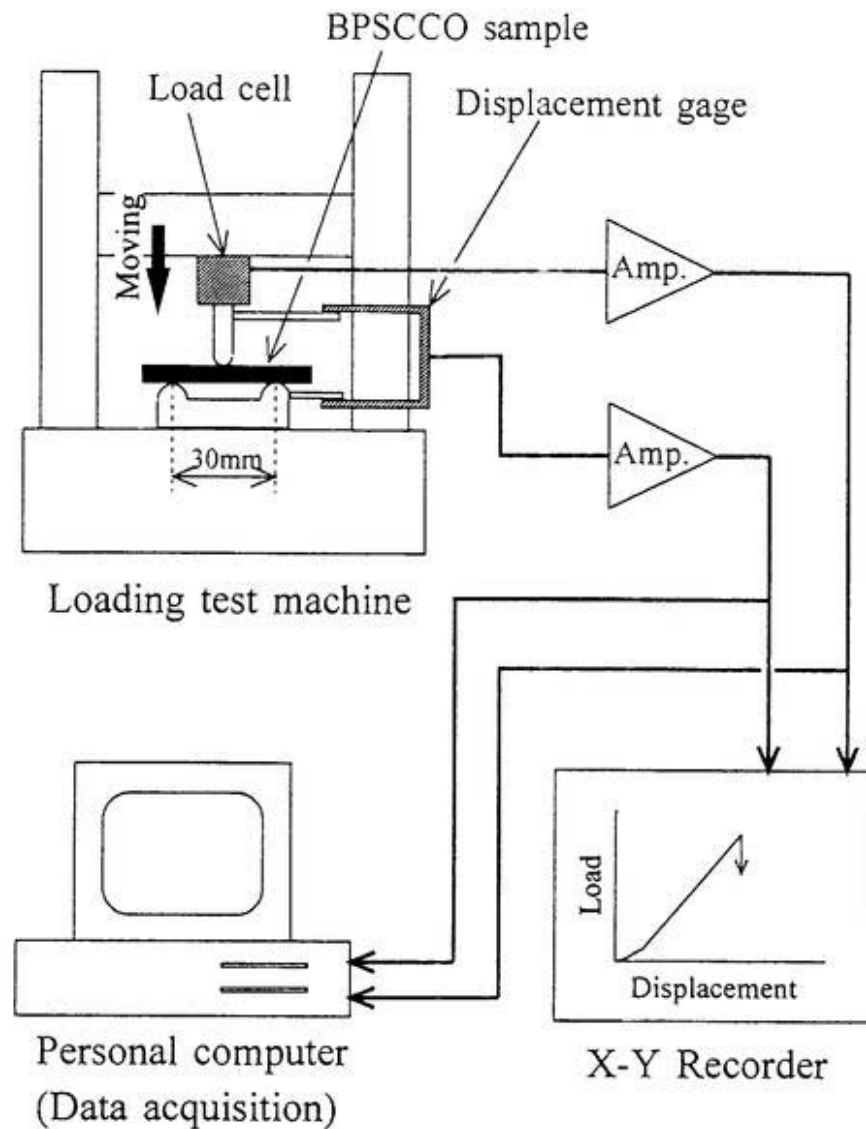 BPSCCO sample
Load cell
Displacement gage
Moving
Amp.
Amp.
30mm
Loading test machine
Load
Displacement
Personal computer
(Data acquisition)
X-Y Recorder